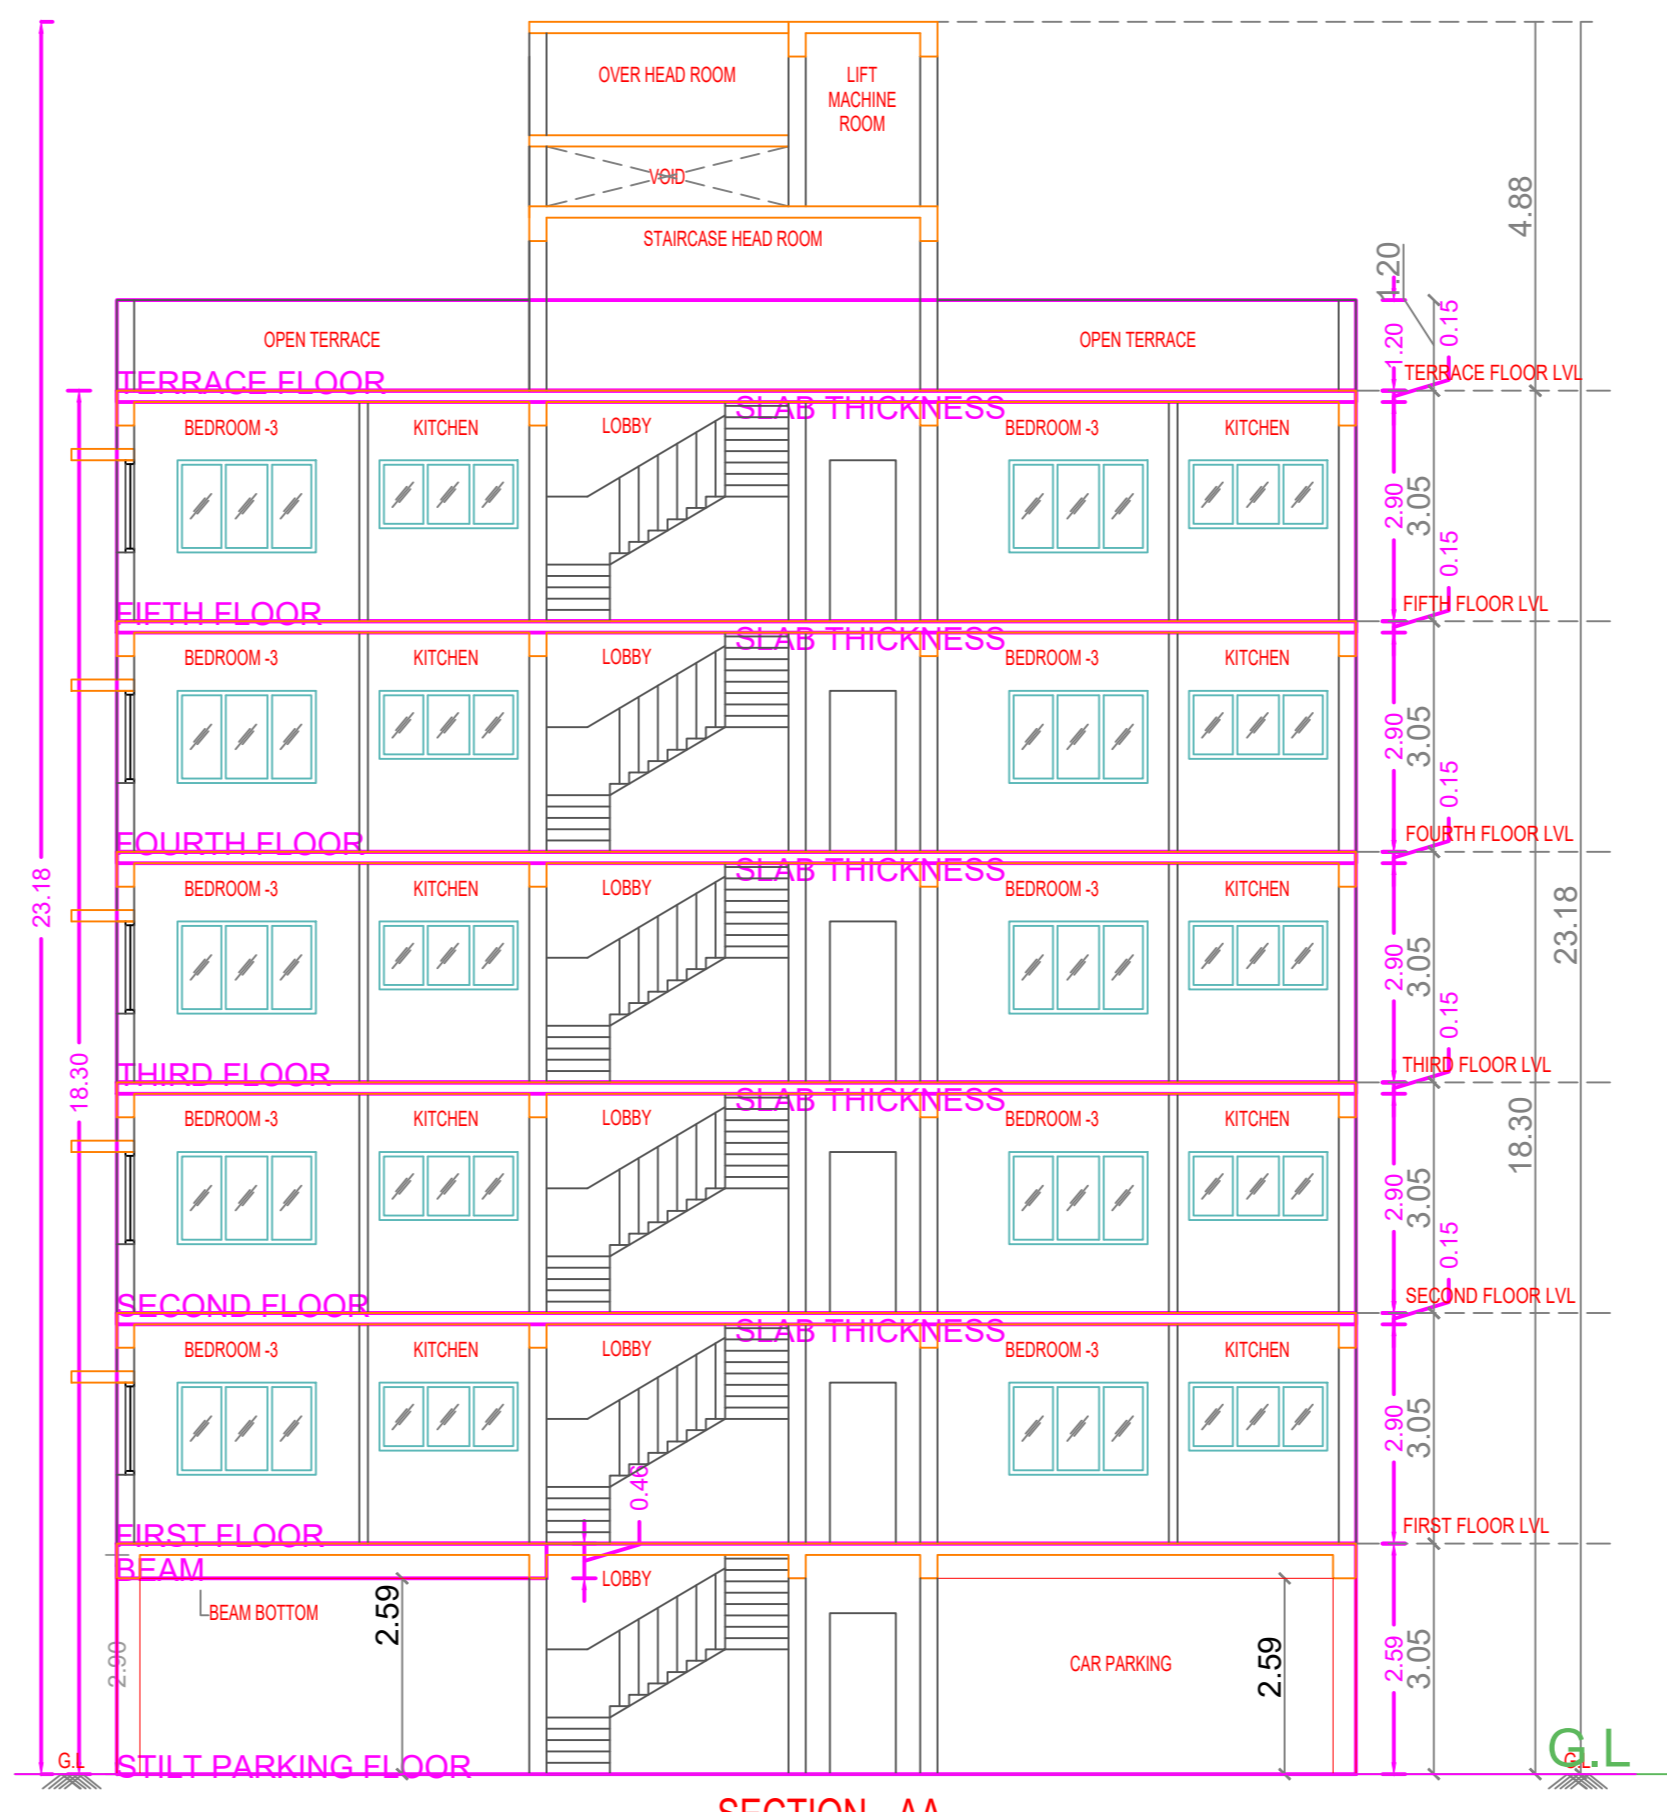 OVER HEAD ROOM
LIFT
MACHINE
ROOM
VOID
STAIRCASE HEAD ROOM
4.88
1.20
OPEN TERRACE
OPEN TERRACE
1.20
0.15
TERRACE FLOOR
TERRACE FLOOR LVL
SLAB THICKNESS
BEDROOM -3
KITCHEN
LOBBY
BEDROOM -3
KITCHEN
2.90
3.05
0.15
FIFTH FLOOR
FIFTH FLOOR LVL
SLAB THICKNESS
BEDROOM -3
KITCHEN
LOBBY
BEDROOM -3
KITCHEN
2.90
3.05
0.15
FOURTH FLOOR
FOURTH FLOOR LVL
SLAB THICKNESS
BEDROOM -3
KITCHEN
LOBBY
BEDROOM -3
KITCHEN
23.18
23.18
2.90
3.05
0.15
THIRD FLOOR
THIRD FLOOR LVL
18.30
18.30
SLAB THICKNESS
BEDROOM -3
KITCHEN
LOBBY
BEDROOM -3
KITCHEN
2.90
3.05
0.15
SECOND FLOOR
SECOND FLOOR LVL
SLAB THICKNESS
BEDROOM -3
KITCHEN
LOBBY
BEDROOM -3
KITCHEN
2.90
3.05
0.46
FIRST FLOOR
FIRST FLOOR LVL
BEAM
LOBBY
BEAM BOTTOM
2.59
2.90
CAR PARKING
2.59
2.59
3.05
G.L
STILT PARKING FLOOR
G.L
G.L
SECTION - AA